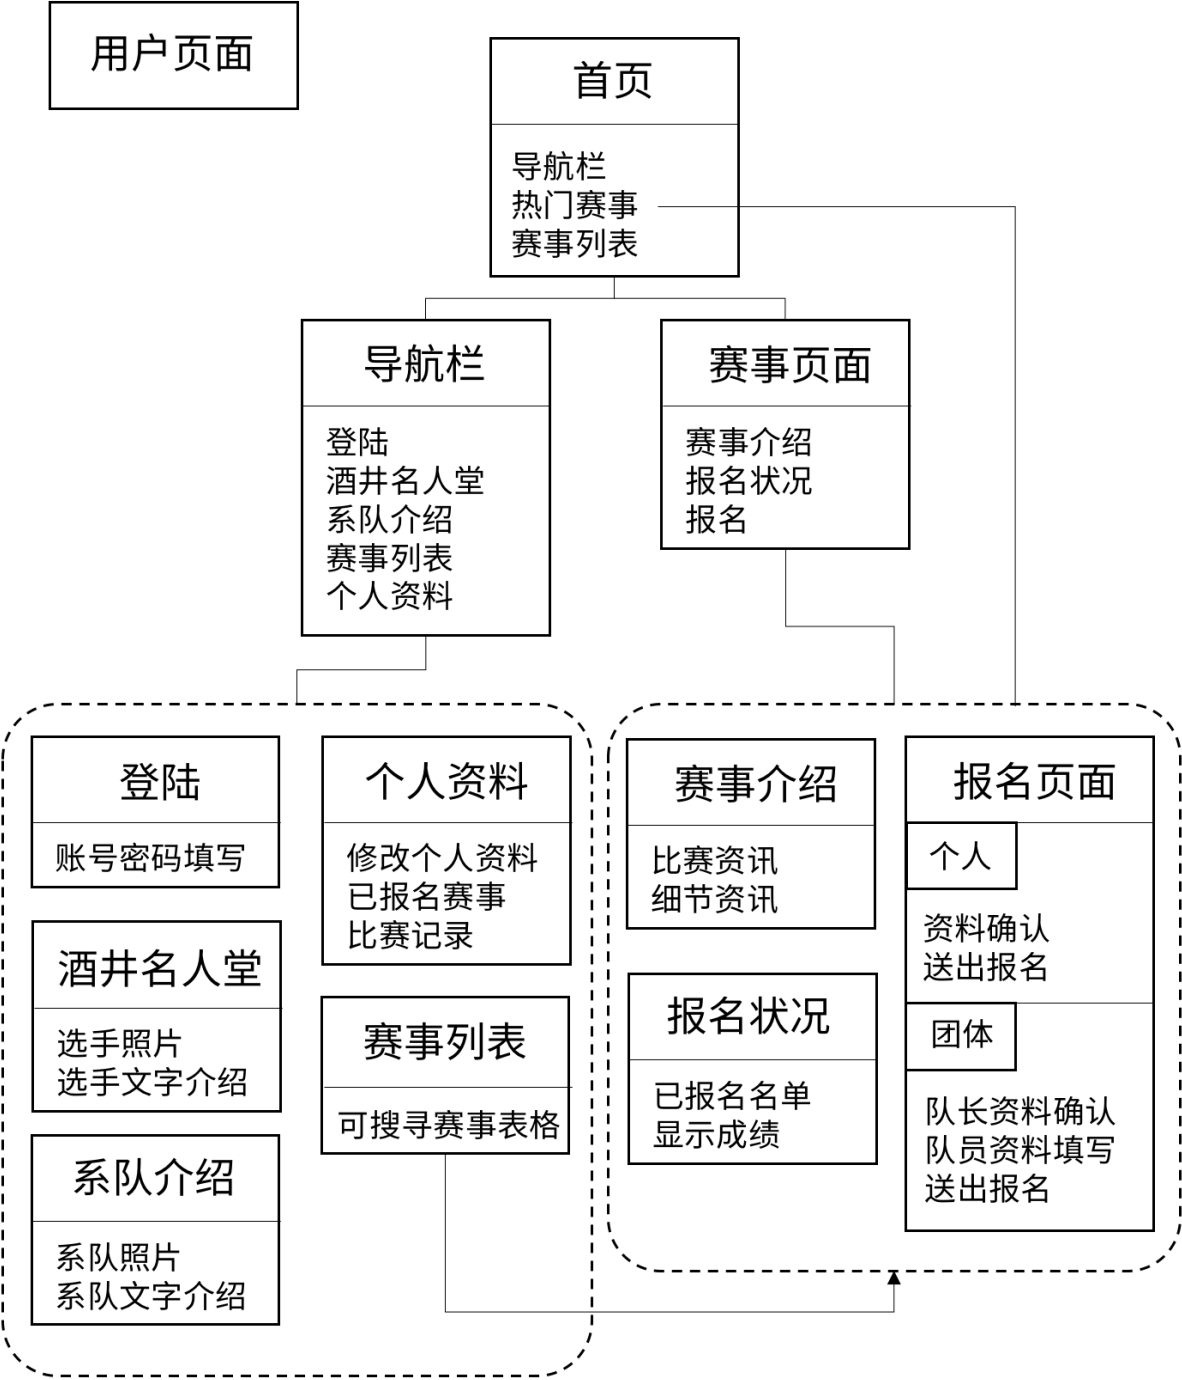 用户页面
首页
导航栏
热门赛事
赛事列表
导航栏
登陆
酒井名人堂
系队介绍
赛事列表
个人资料
赛事页面
赛事介绍
报名状况
报名
登陆
账号密码填写
酒井名人堂
选手照片
选手文字介绍
系队介绍
系队照片
系队文字介绍
个人资料
修改个人资料
已报名赛事
比赛记录
赛事列表
可搜寻赛事表格
赛事介绍
比赛资讯
细节资讯
报名状况
已报名名单
显示成绩
报名页面
个人
资料确认
送出报名
团体
队长资料确认
队员资料填写
送出报名